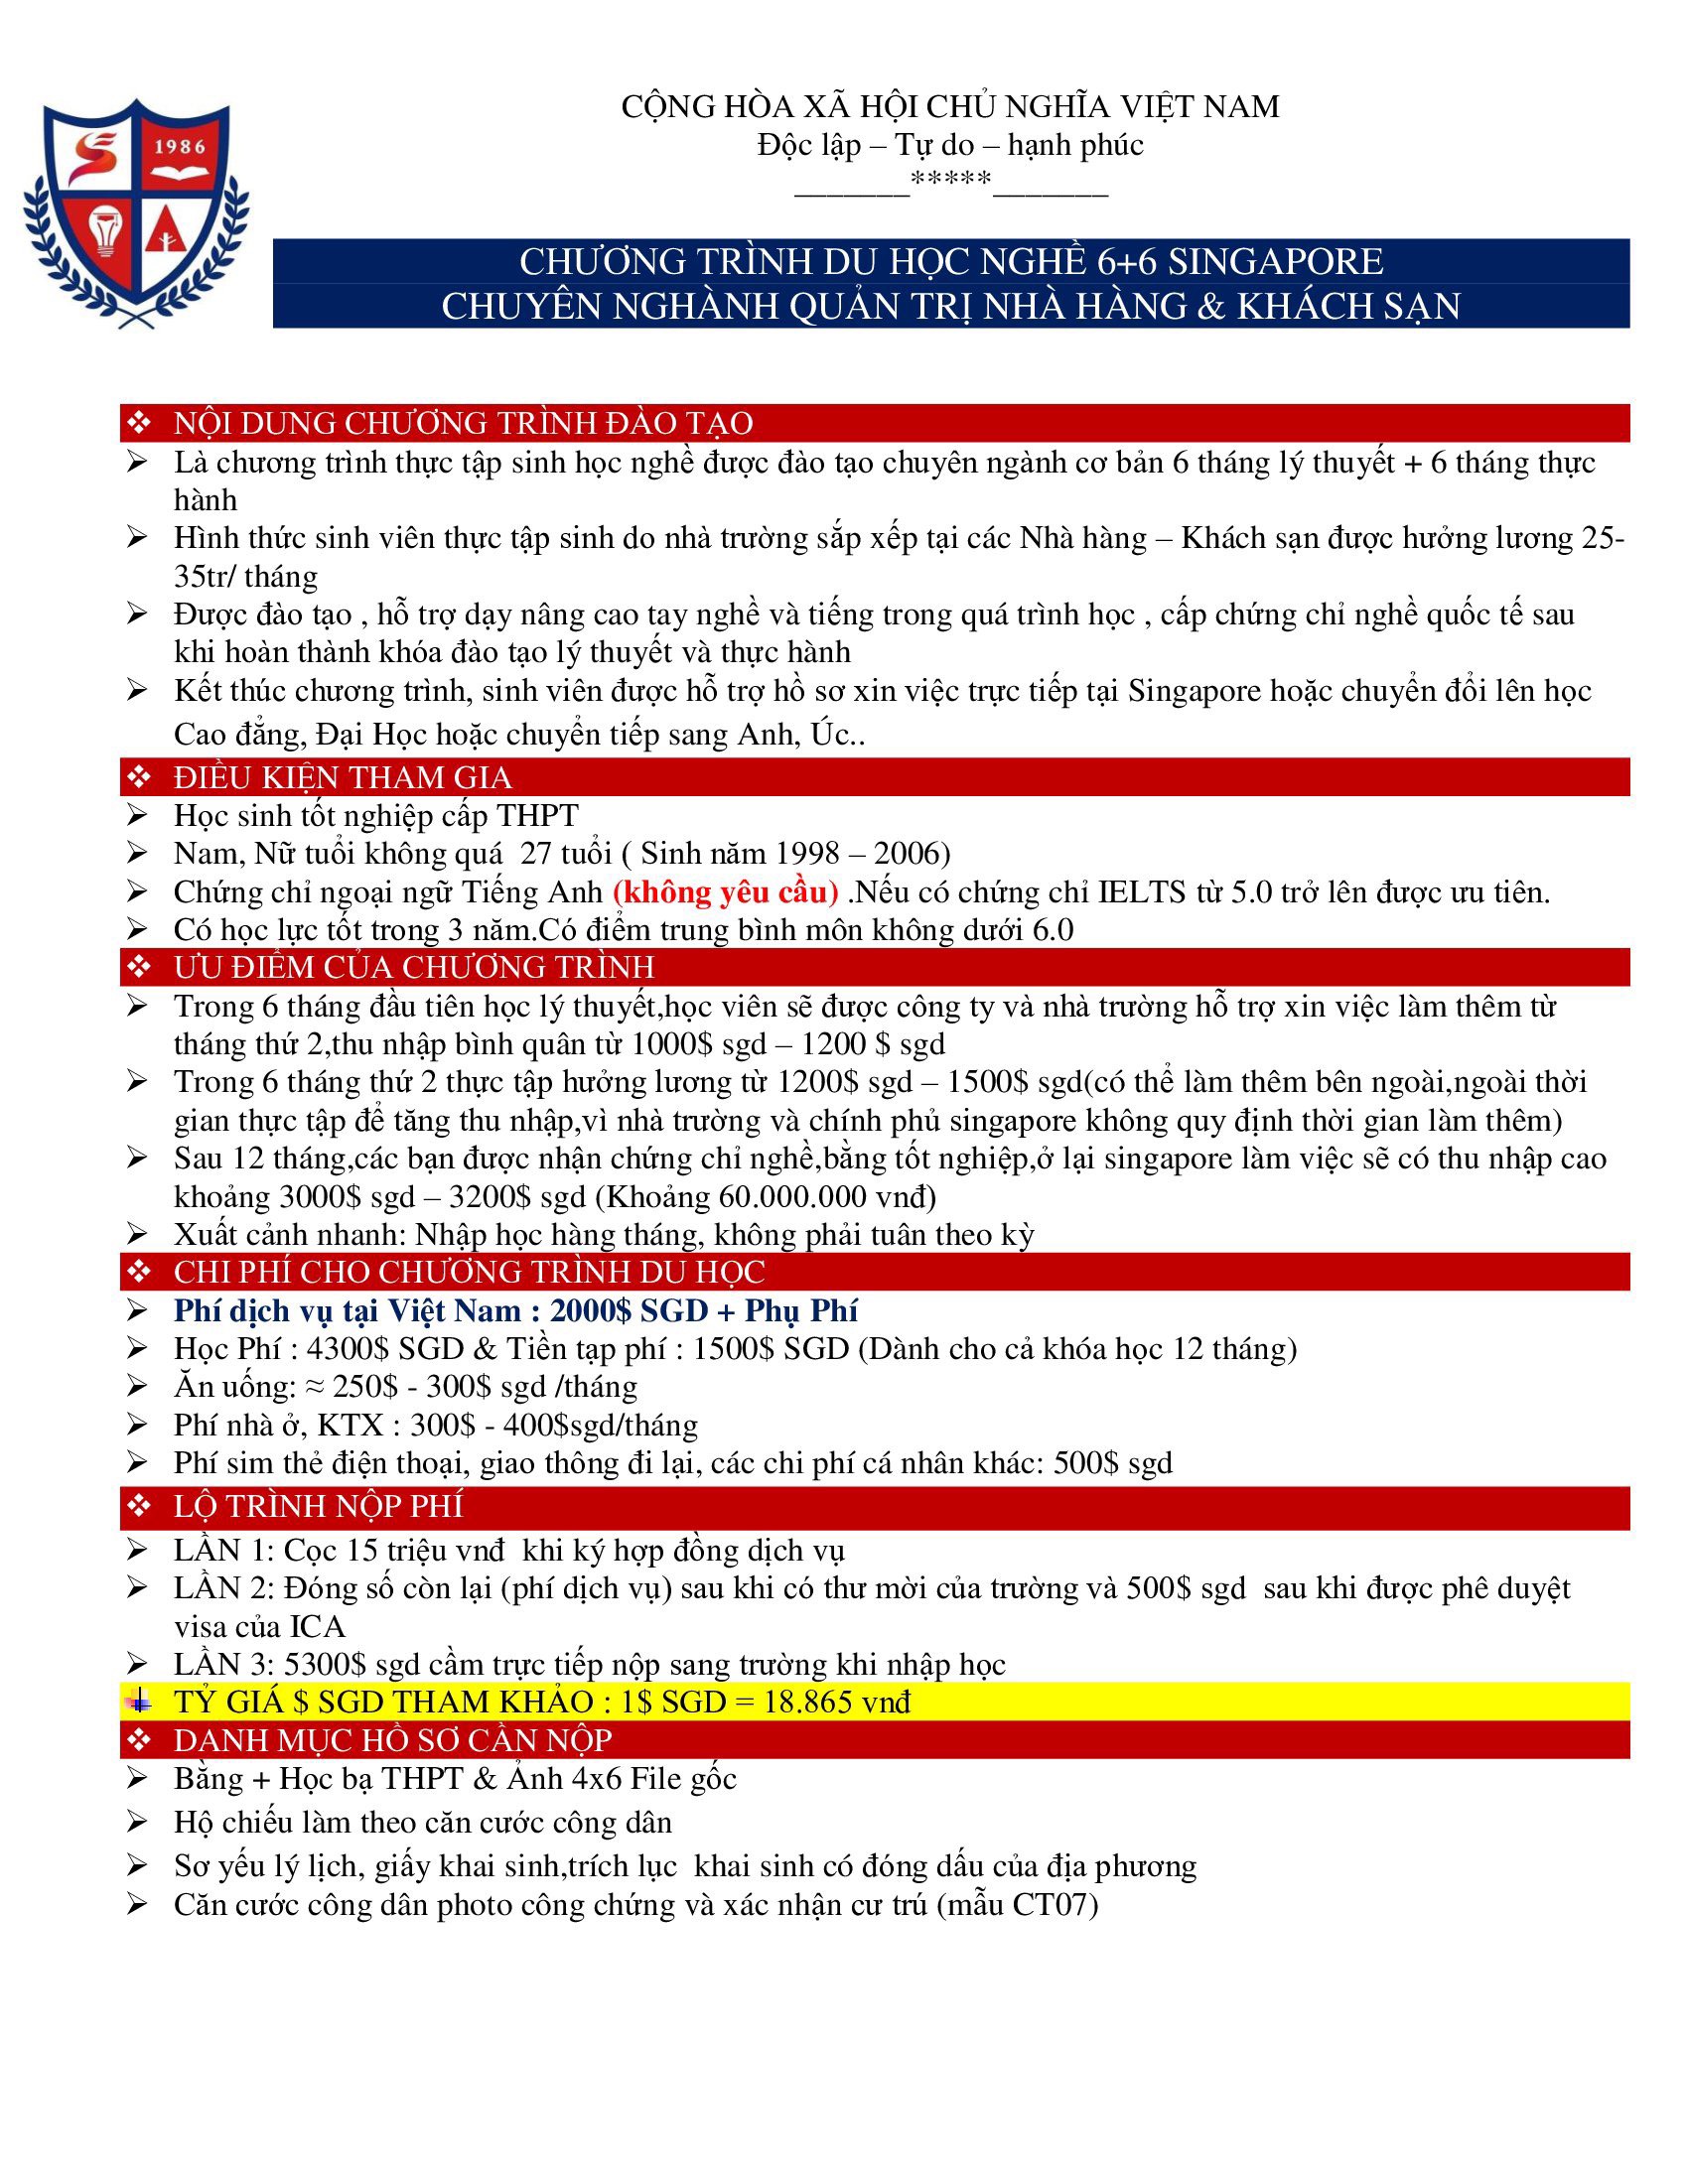 1986
CỘNG HÒA XÃ HỘI CHỦ NGHĨA VIỆT NAM
Độc lập – Tự do – hạnh phúc
_______*****_______
CHƯƠNG TRÌNH DU HỌC NGHỀ 6+6 SINGAPORE
CHUYÊN NGHÀNH QUẢN TRỊ NHÀ HÀNG & KHÁCH SẠN
❖ NỘI DUNG CHƯƠNG TRÌNH ĐÀO TẠO
➢ Là chương trình thực tập sinh học nghề được đào tạo chuyên ngành cơ bản 6 tháng lý thuyết + 6 tháng thực
hành
➢ Hình thức sinh viên thực tập sinh do nhà trường sắp xếp tại các Nhà hàng – Khách sạn được hưởng lương 25-
35tr/ tháng
➢ Được đào tạo , hỗ trợ dạy nâng cao tay nghề và tiếng trong quá trình học , cấp chứng chỉ nghề quốc tế sau
khi hoàn thành khóa đào tạo lý thuyết và thực hành
➢ Kết thúc chương trình, sinh viên được hỗ trợ hồ sơ xin việc trực tiếp tại Singapore hoặc chuyển đổi lên học
Cao đẳng, Đại Học hoặc chuyển tiếp sang Anh, Úc..
❖ ĐIỀU KIỆN THAM GIA
➢ Học sinh tốt nghiệp cấp THPT
➢ Nam, Nữ tuổi không quá  27 tuổi ( Sinh năm 1998 – 2006)
➢ Chứng chỉ ngoại ngữ Tiếng Anh (không yêu cầu) .Nếu có chứng chỉ IELTS từ 5.0 trở lên được ưu tiên.
➢ Có học lực tốt trong 3 năm.Có điểm trung bình môn không dưới 6.0
❖ ƯU ĐIỂM CỦA CHƯƠNG TRÌNH
➢ Trong 6 tháng đầu tiên học lý thuyết,học viên sẽ được công ty và nhà trường hỗ trợ xin việc làm thêm từ
tháng thứ 2,thu nhập bình quân từ 1000$ sgd – 1200 $ sgd
➢ Trong 6 tháng thứ 2 thực tập hưởng lương từ 1200$ sgd – 1500$ sgd(có thể làm thêm bên ngoài,ngoài thời
gian thực tập để tăng thu nhập,vì nhà trường và chính phủ singapore không quy định thời gian làm thêm)
➢ Sau 12 tháng,các bạn được nhận chứng chỉ nghề,bằng tốt nghiệp,ở lại singapore làm việc sẽ có thu nhập cao
khoảng 3000$ sgd – 3200$ sgd (Khoảng 60.000.000 vnđ)
➢ Xuất cảnh nhanh: Nhập học hàng tháng, không phải tuân theo kỳ
❖ CHI PHÍ CHO CHƯƠNG TRÌNH DU HỌC
➢ Phí dịch vụ tại Việt Nam : 2000$ SGD + Phụ Phí
➢ Học Phí : 4300$ SGD & Tiền tạp phí : 1500$ SGD (Dành cho cả khóa học 12 tháng)
➢ Ăn uống: ≈ 250$ - 300$ sgd /tháng
➢ Phí nhà ở, KTX : 300$ - 400$sgd/tháng
➢ Phí sim thẻ điện thoại, giao thông đi lại, các chi phí cá nhân khác: 500$ sgd
❖ LỘ TRÌNH NỘP PHÍ
➢ LẦN 1: Cọc 15 triệu vnđ  khi ký hợp đồng dịch vụ
➢ LẦN 2: Đóng số còn lại (phí dịch vụ) sau khi có thư mời của trường và 500$ sgd  sau khi được phê duyệt
visa của ICA
➢ LẦN 3: 5300$ sgd cầm trực tiếp nộp sang trường khi nhập học
TỶ GIÁ $ SGD THAM KHẢO : 1$ SGD = 18.865 vnđ
❖ DANH MỤC HỒ SƠ CẦN NỘP
➢ Bằng + Học bạ THPT & Ảnh 4x6 File gốc
➢ Hộ chiếu làm theo căn cước công dân
➢ Sơ yếu lý lịch, giấy khai sinh,trích lục  khai sinh có đóng dấu của địa phương
➢ Căn cước công dân photo công chứng và xác nhận cư trú (mẫu CT07)